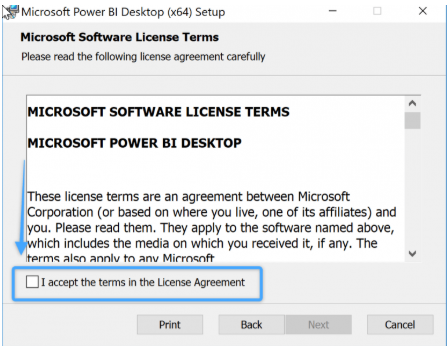 Microsoft Power BI Desktop (x64) Setup
Microsoft Software License Terms
Please read the following license agreement carefully
MICROSOFT SOFTWARE LICENSE TERMS
MICROSOFT POWER BI DESKTOP
These license terms are an agreement between Microsoft
Corporation (or based on where you live, one of its affiliates) and
you. Please read them. They apply to the software named above,
which includes the media on which you received it, if any. The
terms also apply to any Microsoft
I accept the terms in the License Agreement
Print Back Next Cancel